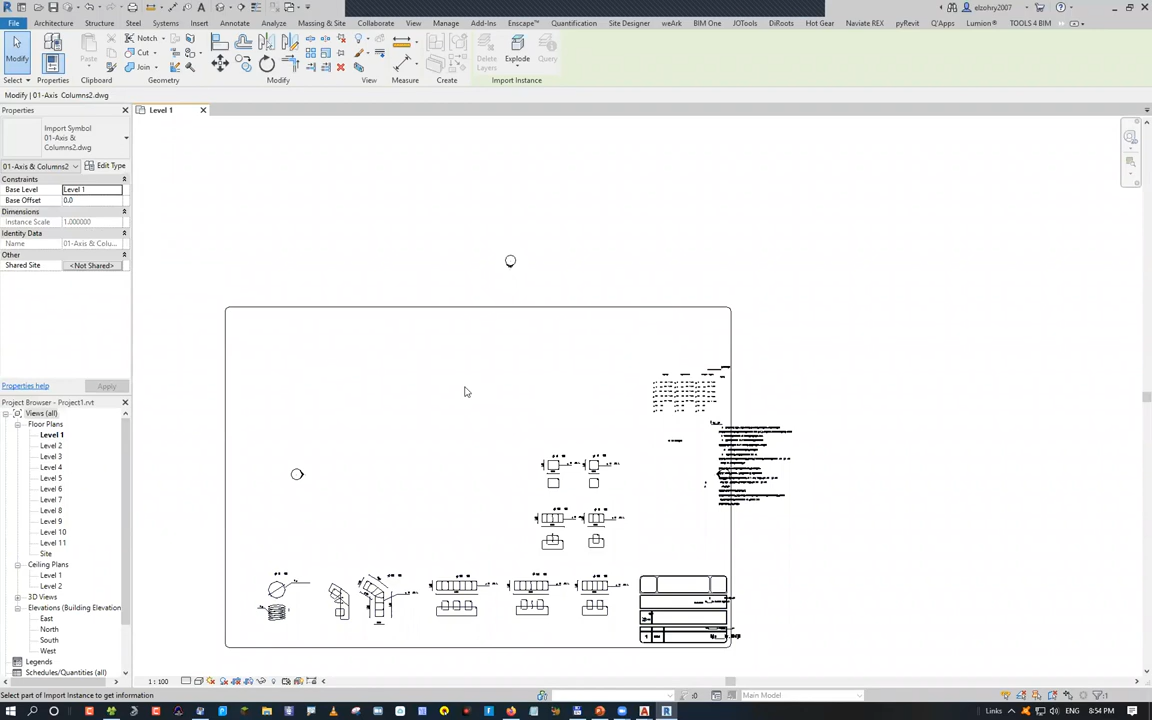 elzohry2007
File Architecture Structure Steel Systems Insert Annotate Analyze Massing & Site Collaborate View Manage Add-Ins Enscape™ Quantification Site Designer weArk BIM One JOTools DiRoots Hot Gear Naviate REX pyRevit Q'Apps Lumion® TOOLS 4 BIM
Modify Properties Paste Notch Cut Join Delete Layers Explode Query
Select Properties Clipboard Geometry Modify View Measure Create Import Instance
Modify | 01-Axis Columns2.dwg
Properties
Level 1
Import Symbol
01-Axis &
Columns2.dwg
01-Axis & Columns2 Edit Type
Constraints
Base Level Level 1
Base Offset 0.0
Dimensions
Instance Scale 1.000000
Identity Data
Name 01-Axis & Colu...
Other
Shared Site <Not Shared>
Properties help Apply
Project Browser - Project1.rvt
Views (all)
Floor Plans
Level 1
Level 2
Level 3
Level 4
Level 5
Level 6
Level 7
Level 8
Level 9
Level 10
Level 11
Site
Ceiling Plans
Level 1
Level 2
3D Views
Elevations (Building Elevation
East
North
South
West
Legends
Schedules/Quantities (all)
1 : 100
Select part of Import Instance to get information
:0 Main Model :1
Links ENG 8:54 PM